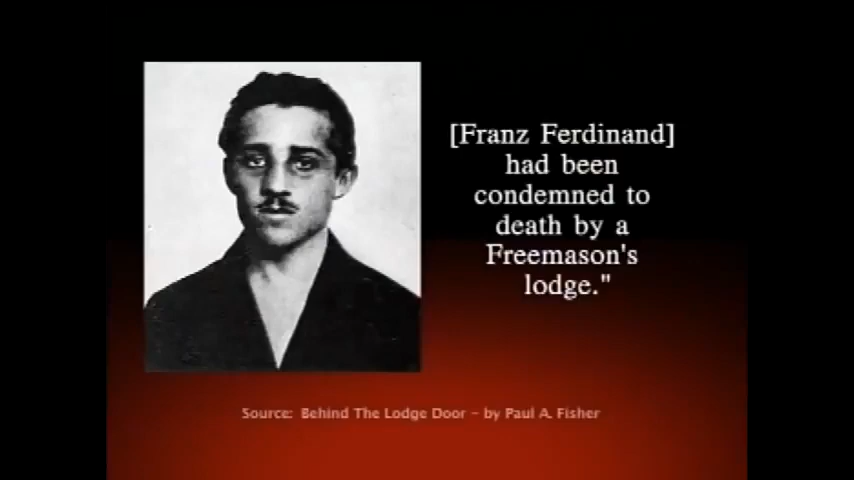 [Franz Ferdinand]
had been
condemned to
death by a
Freemason's
lodge."
Source: Behind The Lodge Door – by Paul A. Fisher